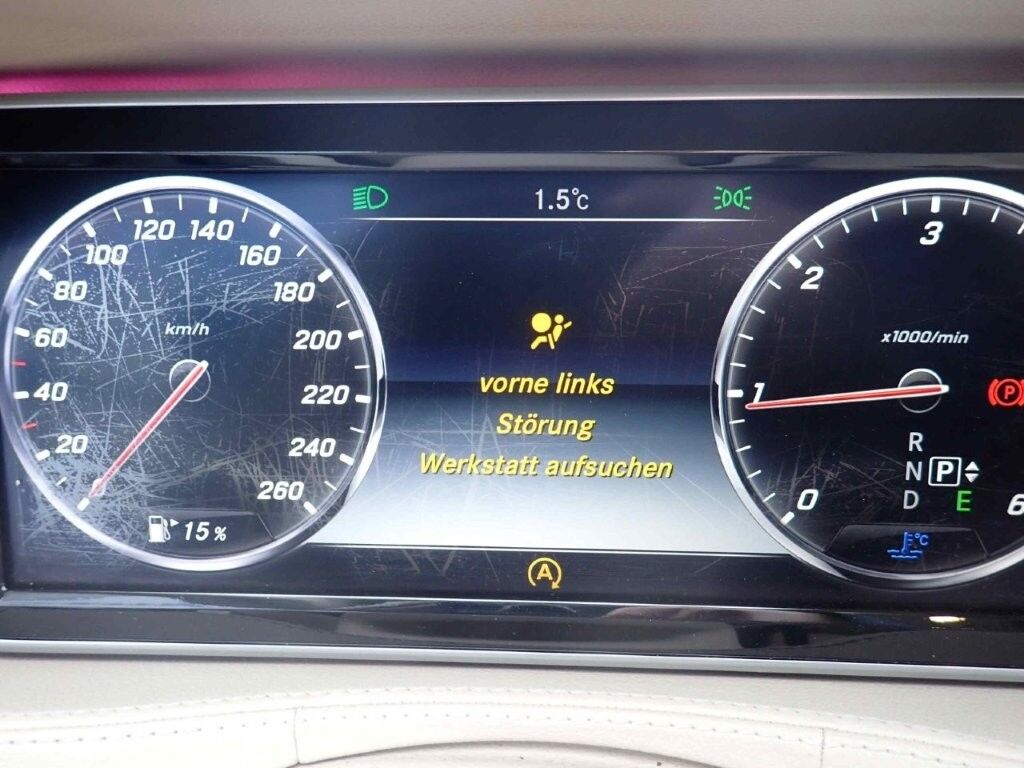 1.5°C
120 140
100 160
80 180
60 200
40 220
20 240
260
km/h
15%
vorne links
Störung
Werkstatt aufsuchen
A
3
2
1
0
6
x1000/min
P
R
N P
D E
°C